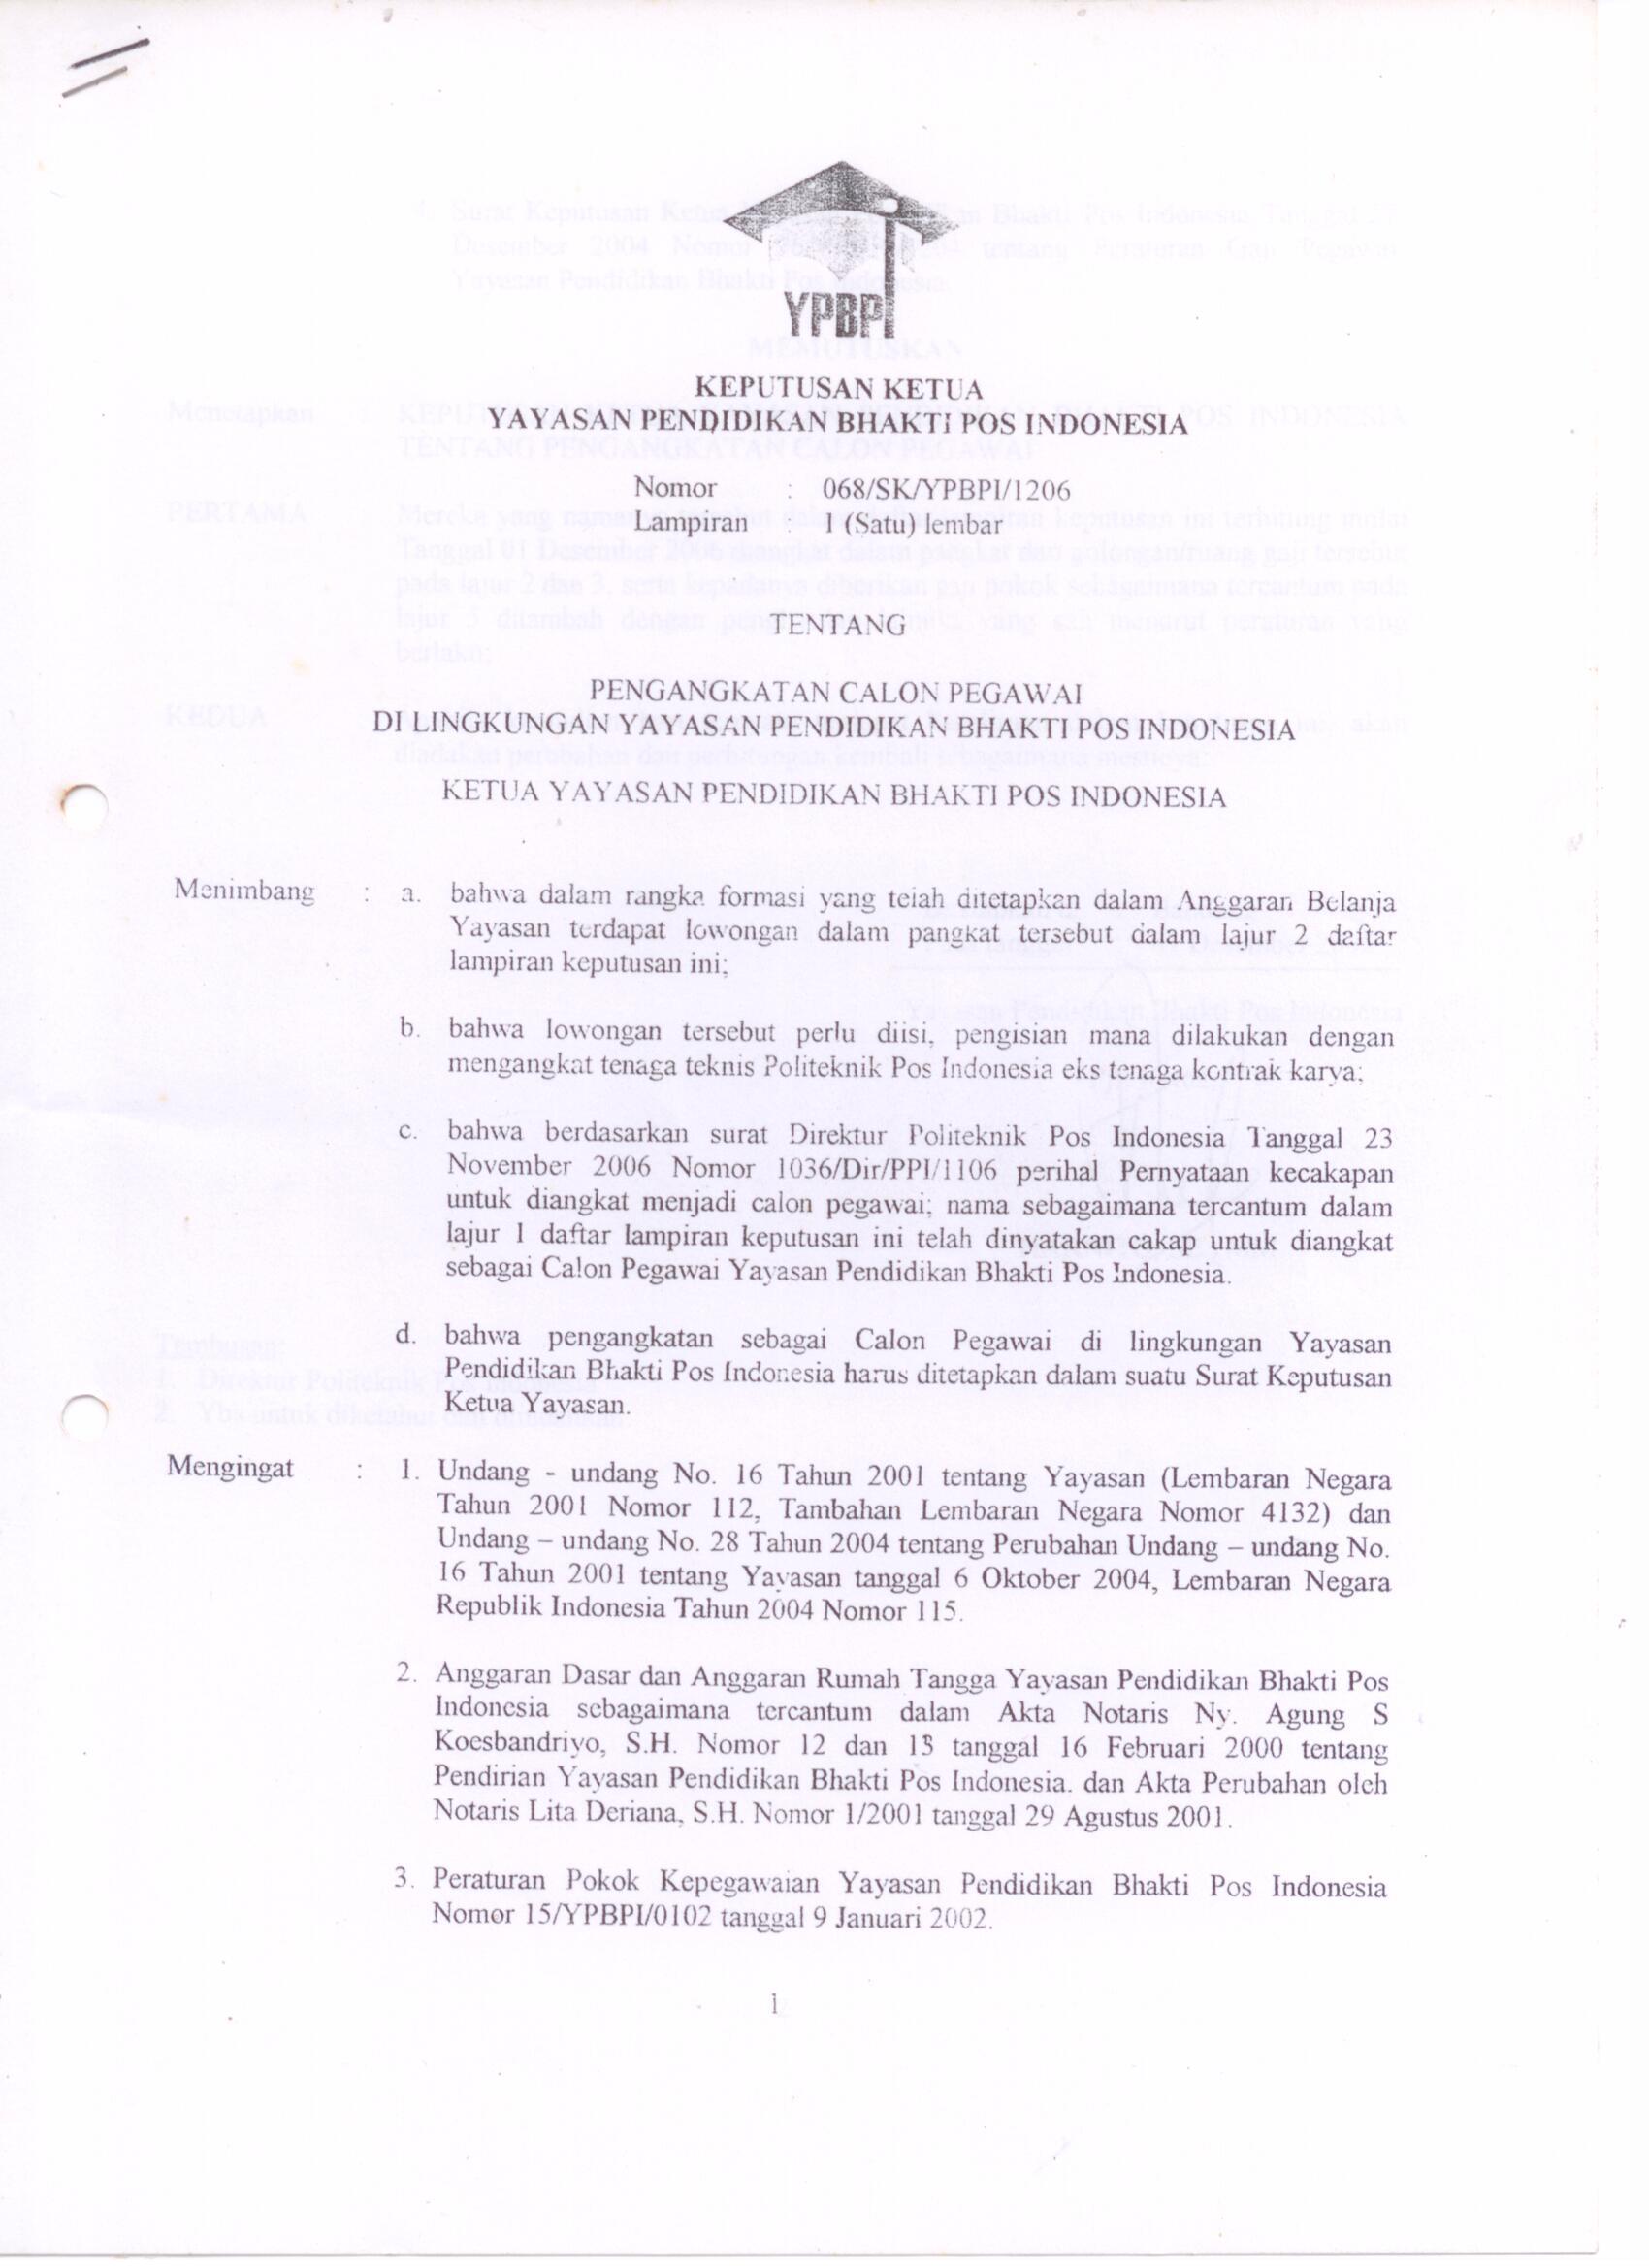 YPBPI
KEPUTUSAN KETUA
YAYASAN PENDIDIKAN BHAKTI POS INDONESIA
Nomor : 068/SK/YPBPI/1206
Lampiran : 1 (Satu) lembar
TENTANG
PENGANGKATAN CALON PEGAWAI
DI LINGKUNGAN YAYASAN PENDIDIKAN BHAKTI POS INDONESIA
KETUA YAYASAN PENDIDIKAN BHAKTI POS INDONESIA
Menimbang : a. bahwa dalam rangka formasi yang telah ditetapkan dalam Anggaran Belanja
Yayasan terdapat lowongan dalam pangkat tersebut dalam lajur 2 daftar
lampiran keputusan ini;
b. bahwa lowongan tersebut perlu diisi, pengisian mana dilakukan dengan
mengangkat tenaga teknis Politeknik Pos Indonesia eks tenaga kontrak karya;
c. bahwa berdasarkan surat Direktur Politeknik Pos Indonesia Tanggal 23
November 2006 Nomor 1036/Dir/PPI/1106 perihal Pernyataan kecakapan
untuk diangkat menjadi calon pegawai; nama sebagaimana tercantum dalam
lajur 1 daftar lampiran keputusan ini telah dinyatakan cakap untuk diangkat
sebagai Calon Pegawai Yayasan Pendidikan Bhakti Pos Indonesia.
d. bahwa pengangkatan sebagai Calon Pegawai di lingkungan Yayasan
Pendidikan Bhakti Pos Indonesia harus ditetapkan dalam suatu Surat Keputusan
Ketua Yayasan.
Mengingat : 1. Undang - undang No. 16 Tahun 2001 tentang Yayasan (Lembaran Negara
Tahun 2001 Nomor 112, Tambahan Lembaran Negara Nomor 4132) dan
Undang – undang No. 28 Tahun 2004 tentang Perubahan Undang – undang No.
16 Tahun 2001 tentang Yayasan tanggal 6 Oktober 2004, Lembaran Negara
Republik Indonesia Tahun 2004 Nomor 115.
2. Anggaran Dasar dan Anggaran Rumah Tangga Yayasan Pendidikan Bhakti Pos
Indonesia sebagaimana tercantum dalam Akta Notaris Ny. Agung S
Koesbandriyo, S.H. Nomor 12 dan 13 tanggal 16 Februari 2000 tentang
Pendirian Yayasan Pendidikan Bhakti Pos Indonesia. dan Akta Perubahan oleh
Notaris Lita Deriana, S.H. Nomor 1/2001 tanggal 29 Agustus 2001.
3. Peraturan Pokok Kepegawaian Yayasan Pendidikan Bhakti Pos Indonesia
Nomor 15/YPBPI/0102 tanggal 9 Januari 2002.
1